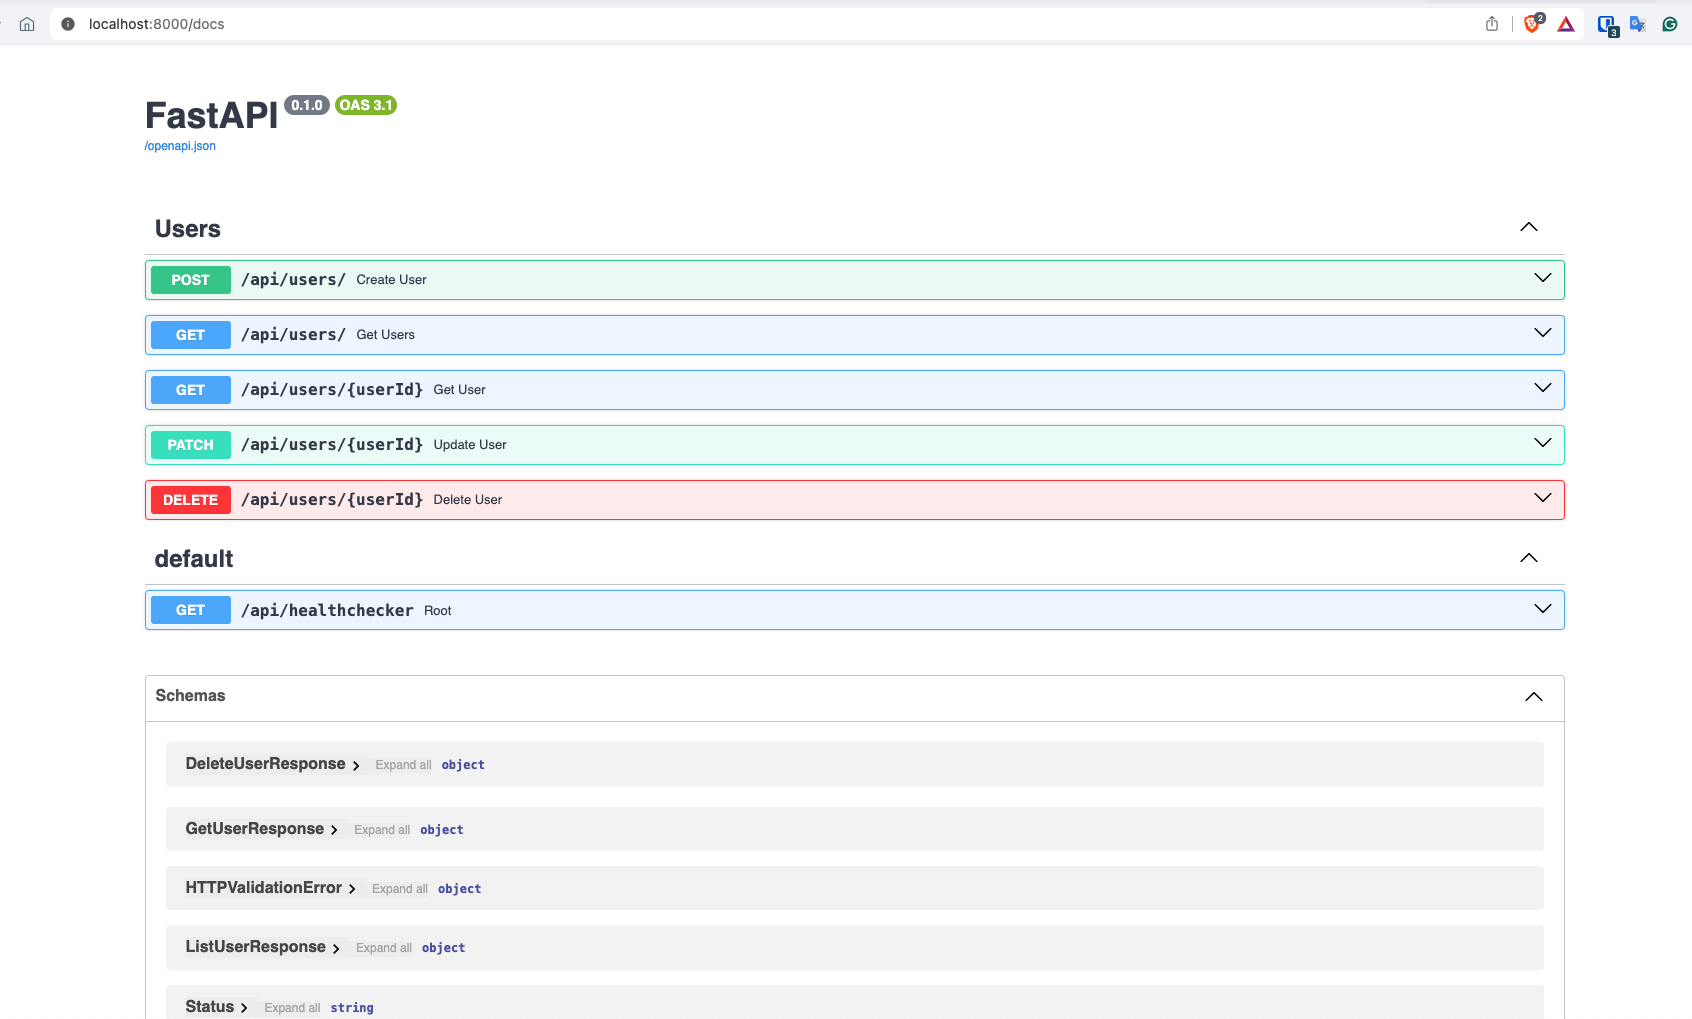 localhost:8000/docs
2
3
FastAPI 0.1.0 OAS 3.1
/openapi.json
Users
POST /api/users/ Create User
GET /api/users/ Get Users
GET /api/users/{userId} Get User
PATCH /api/users/{userId} Update User
DELETE /api/users/{userId} Delete User
default
GET /api/healthchecker Root
Schemas
DeleteUserResponse Expand all object
GetUserResponse Expand all object
HTTPValidationError Expand all object
ListUserResponse Expand all object
Status Expand all string